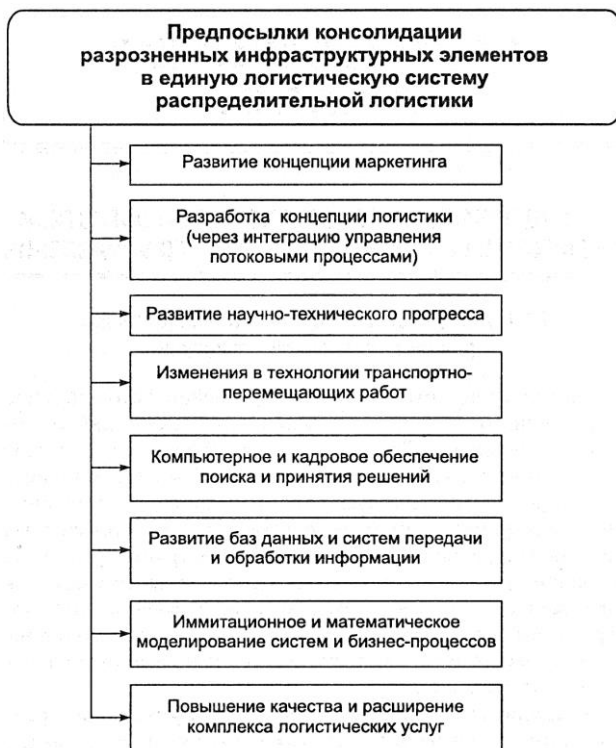 Предпосылки консолидации
разрозненных инфраструктурных элементов
в единую логистическую систему
распределительной логистики
Развитие концепции маркетинга
Разработка концепции логистики
(через интеграцию управления
потоковыми процессами)
Развитие научно-технического прогресса
Изменения в технологии транспортно-
перемещающих работ
Компьютерное и кадровое обеспечение
поиска и принятия решений
Развитие баз данных и систем передачи
и обработки информации
Иммитационное и математическое
моделирование систем и бизнес-процессов
Повышение качества и расширение
комплекса логистических услуг